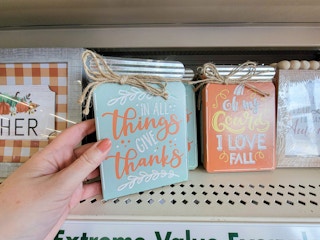 HER
IN ALL
things
GIVE
thanks
oh my
Gourd
I LOVE
FALL
Extreme Value